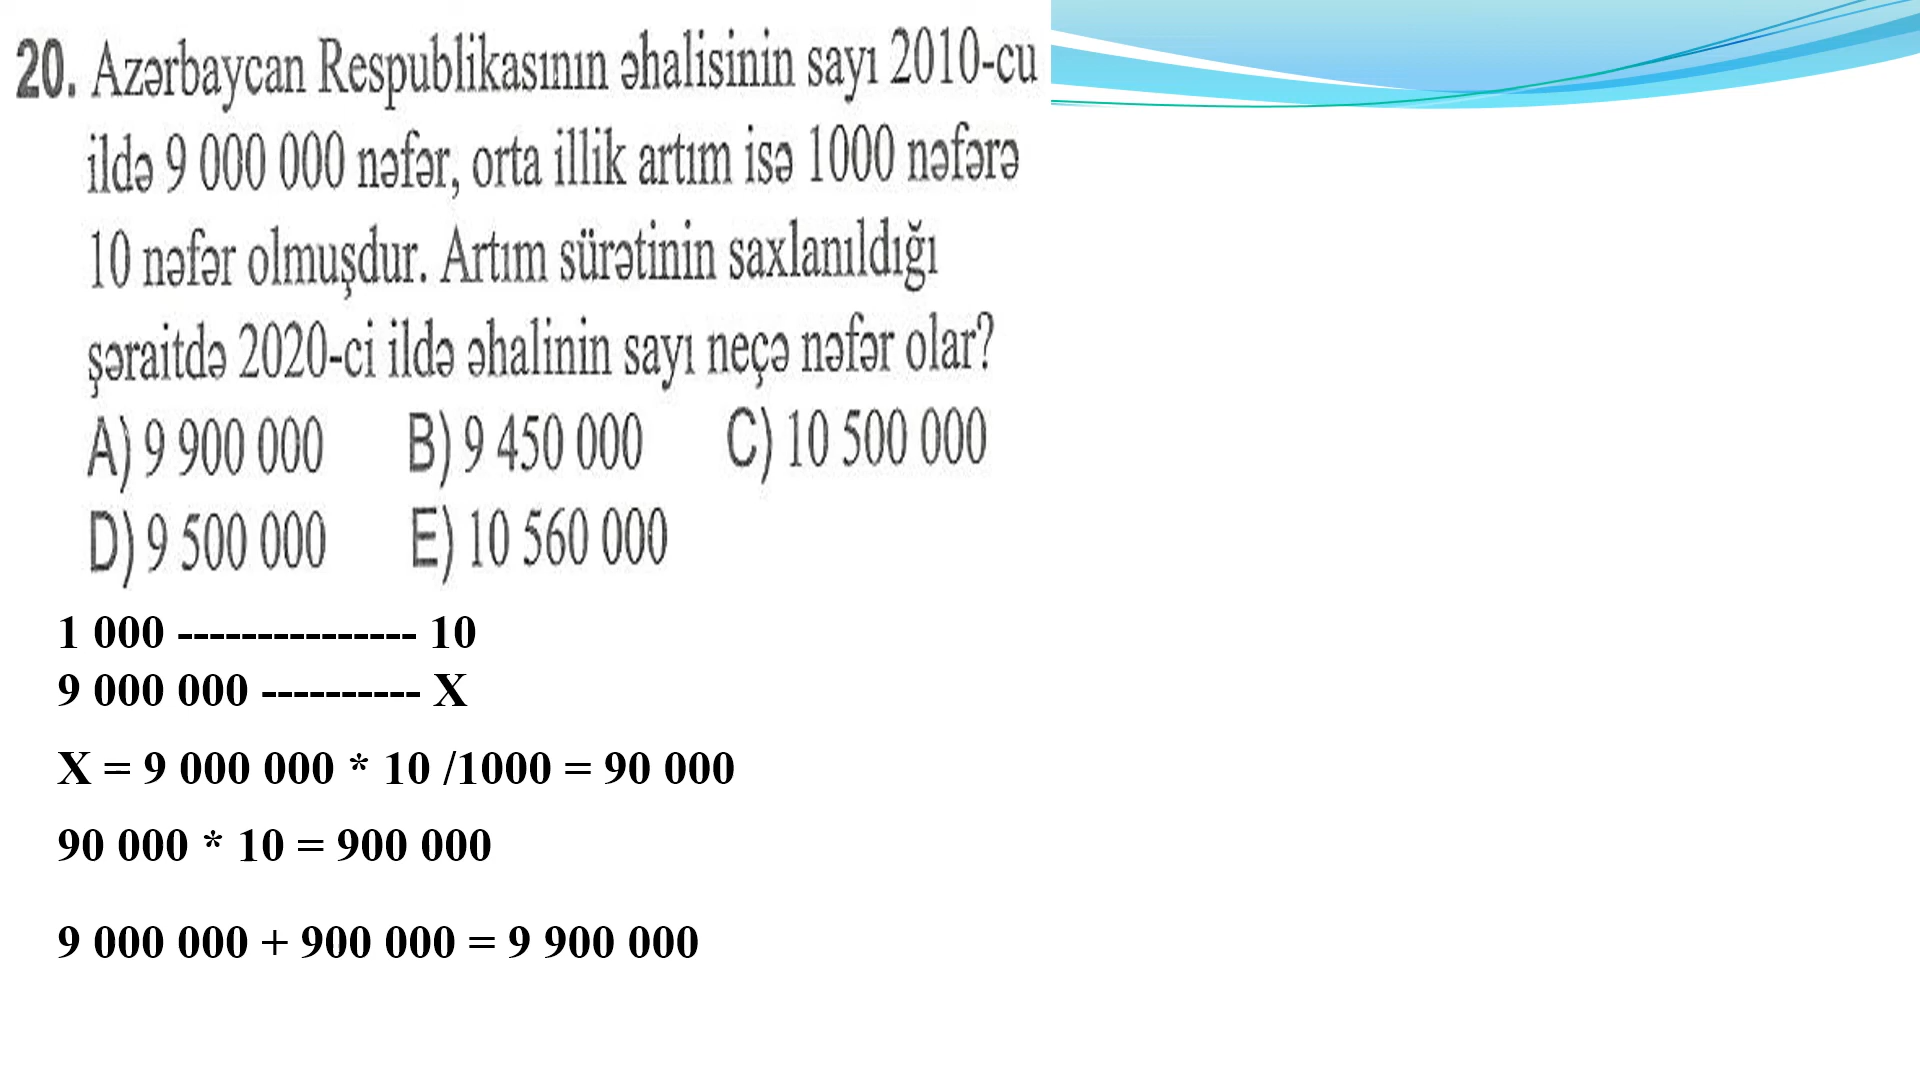 20. Azərbaycan Respublikasının əhalisinin sayı 2010-cu
ildə 9 000 000 nəfər, orta illik artım isə 1000 nəfərə
10 nəfər olmuşdur. Artım sürətinin saxlanıldığı
şəraitdə 2020-ci ildə əhalinin sayı neçə nəfər olar?
A) 9 900 000 B) 9 450 000 C) 10 500 000
D) 9 500 000 E) 10 560 000
1 000 --------------- 10
9 000 000 ---------- X
X = 9 000 000 * 10 /1000 = 90 000
90 000 * 10 = 900 000
9 000 000 + 900 000 = 9 900 000